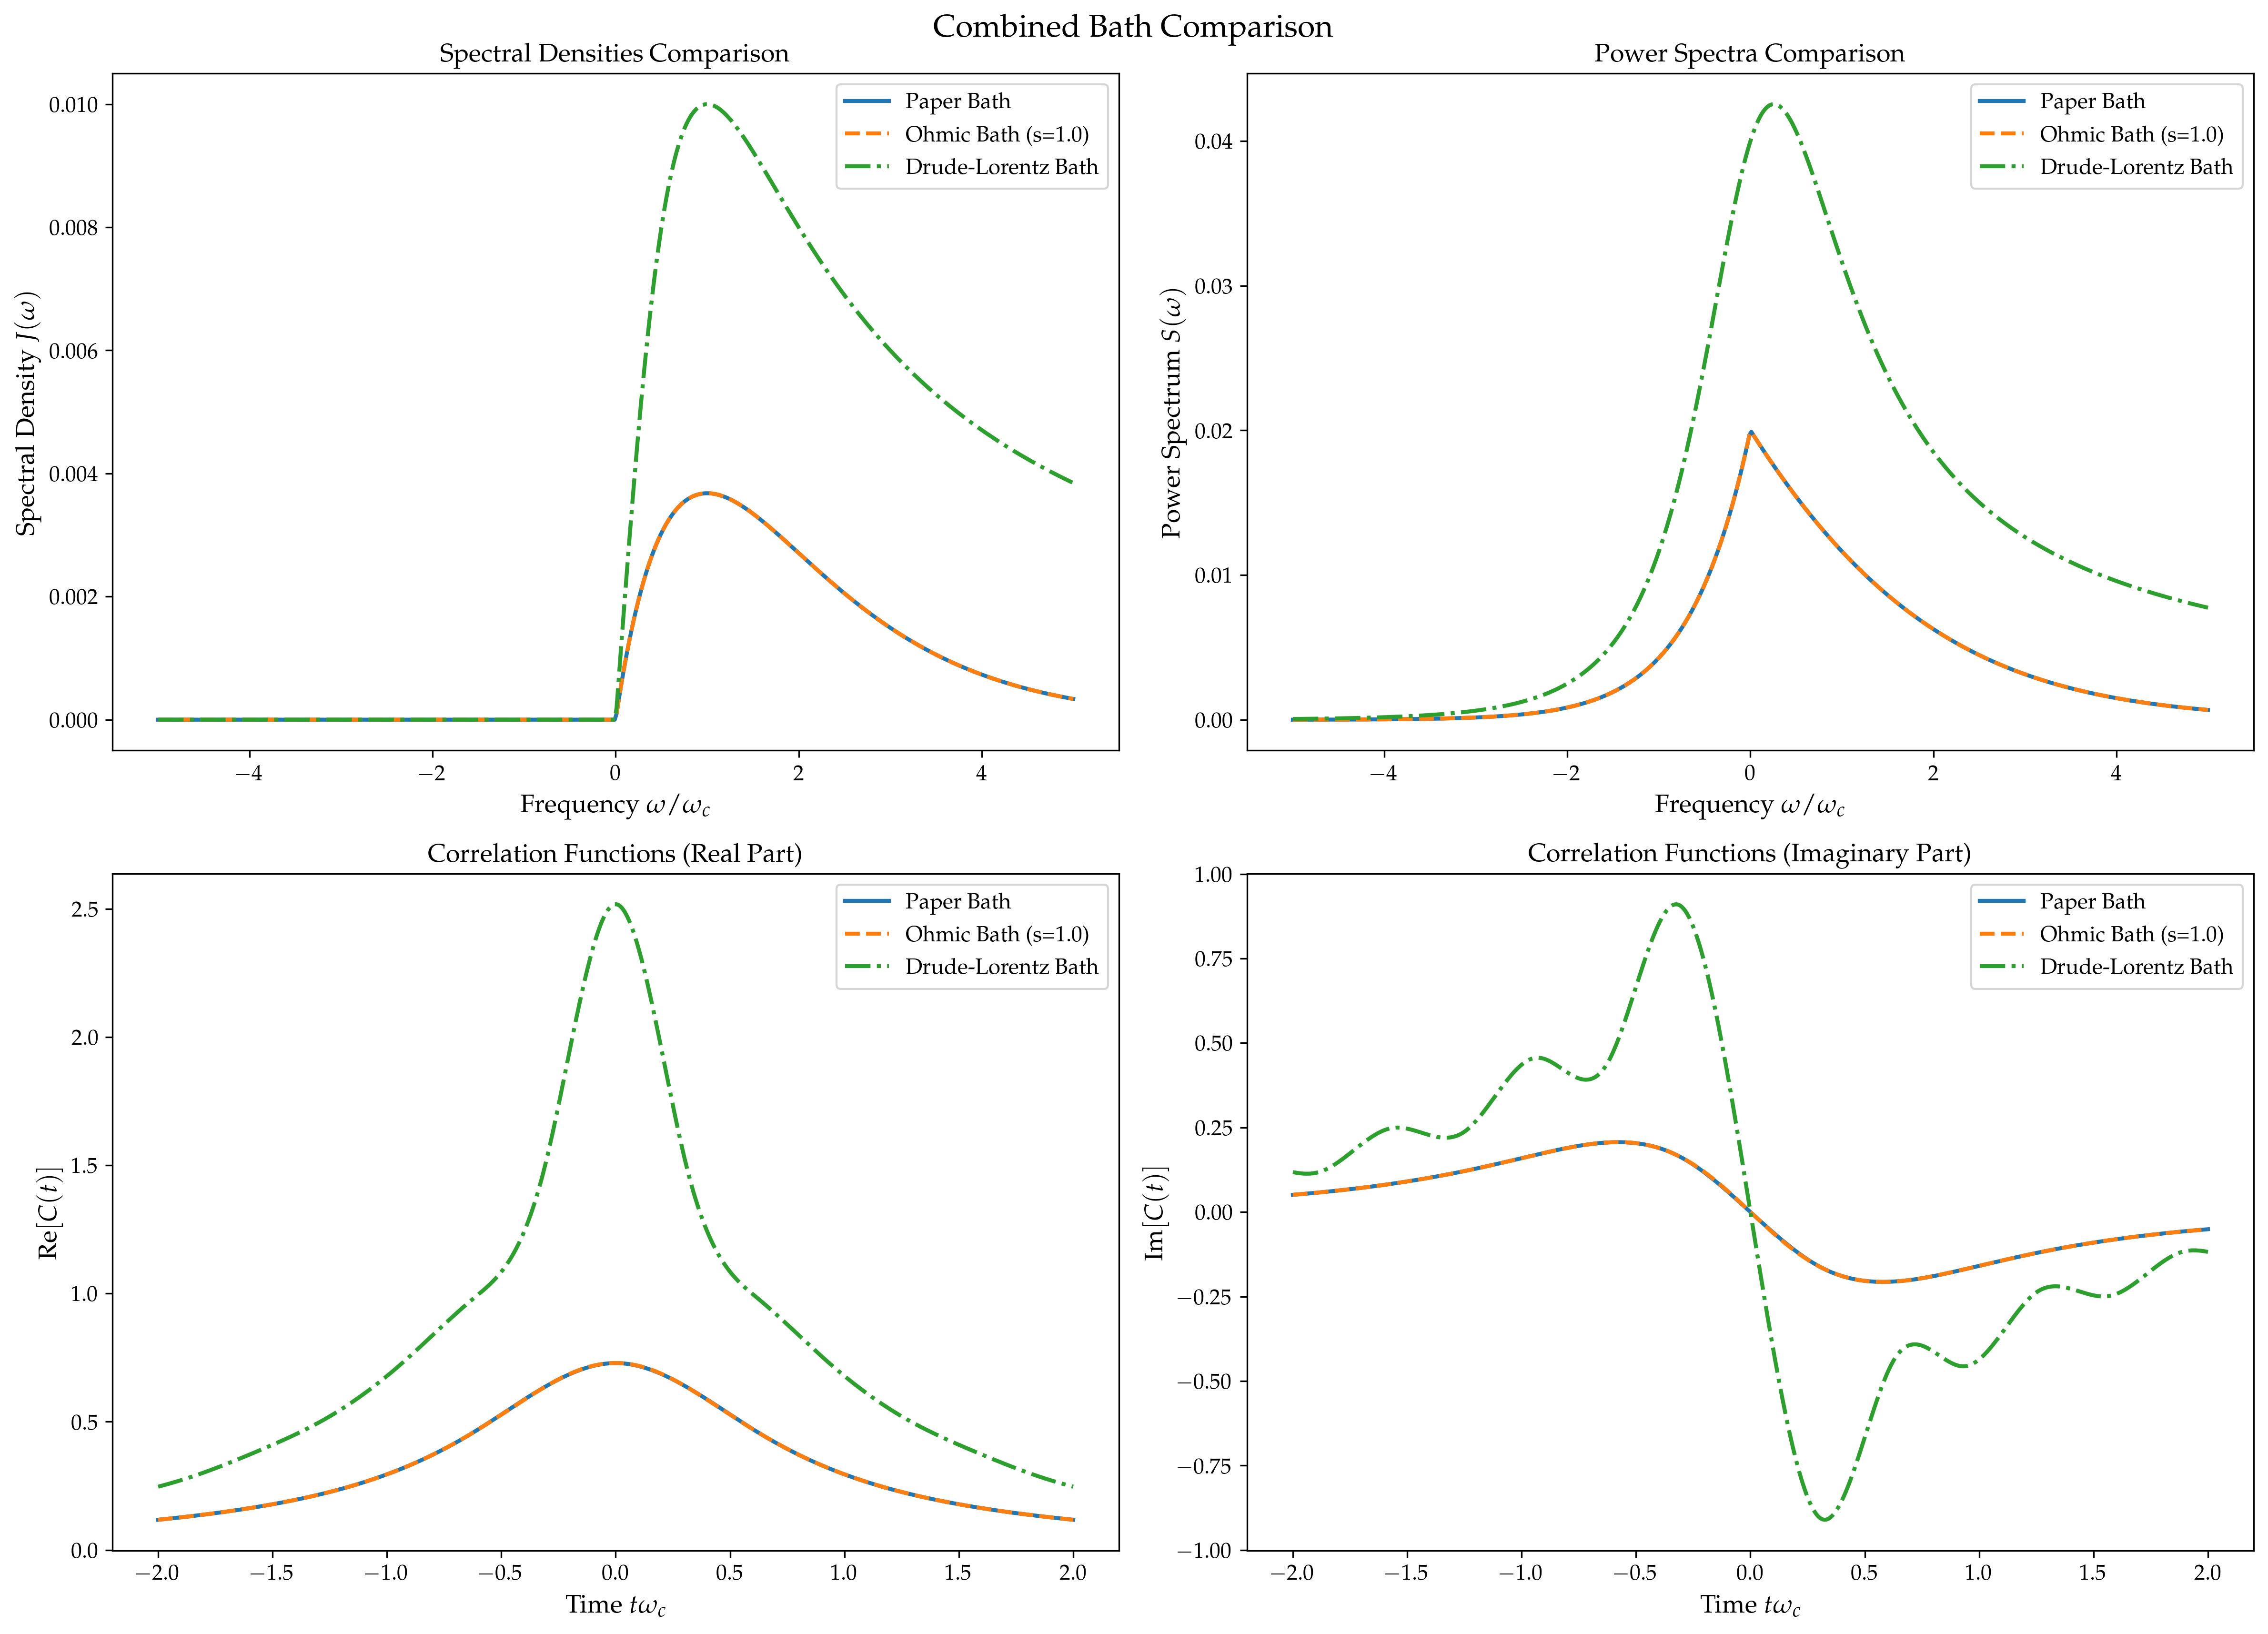 Combined Bath Comparison
Spectral Densities Comparison
Spectral Density J(ω)
0.010
0.008
0.006
0.004
0.002
0.000
−4 −2 0 2 4
Frequency ω/ω_c
Paper Bath
Ohmic Bath (s=1.0)
Drude-Lorentz Bath
Power Spectra Comparison
Power Spectrum S(ω)
0.04
0.03
0.02
0.01
0.00
−4 −2 0 2 4
Frequency ω/ω_c
Paper Bath
Ohmic Bath (s=1.0)
Drude-Lorentz Bath
Correlation Functions (Real Part)
Re[C(t)]
2.5
2.0
1.5
1.0
0.5
0.0
−2.0 −1.5 −1.0 −0.5 0.0 0.5 1.0 1.5 2.0
Time tω_c
Paper Bath
Ohmic Bath (s=1.0)
Drude-Lorentz Bath
Correlation Functions (Imaginary Part)
Im[C(t)]
1.00
0.75
0.50
0.25
0.00
−0.25
−0.50
−0.75
−1.00
−2.0 −1.5 −1.0 −0.5 0.0 0.5 1.0 1.5 2.0
Time tω_c
Paper Bath
Ohmic Bath (s=1.0)
Drude-Lorentz Bath